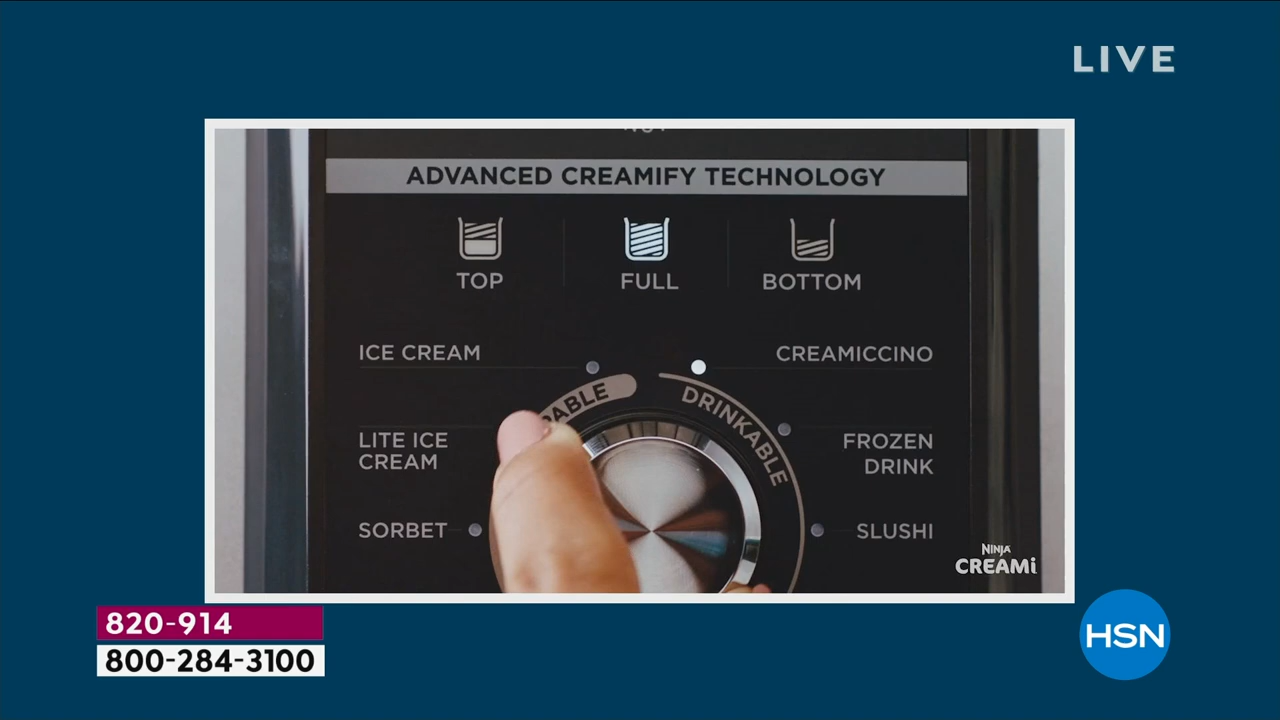 LIVE
ADVANCED CREAMIFY TECHNOLOGY
TOP
FULL
BOTTOM
ICE CREAM
CREAMICCINO
DRINKABLE
LITE ICE
CREAM
FROZEN
DRINK
SORBET
SLUSHI
NINJA
CREAMi
820-914
800-284-3100
HSN